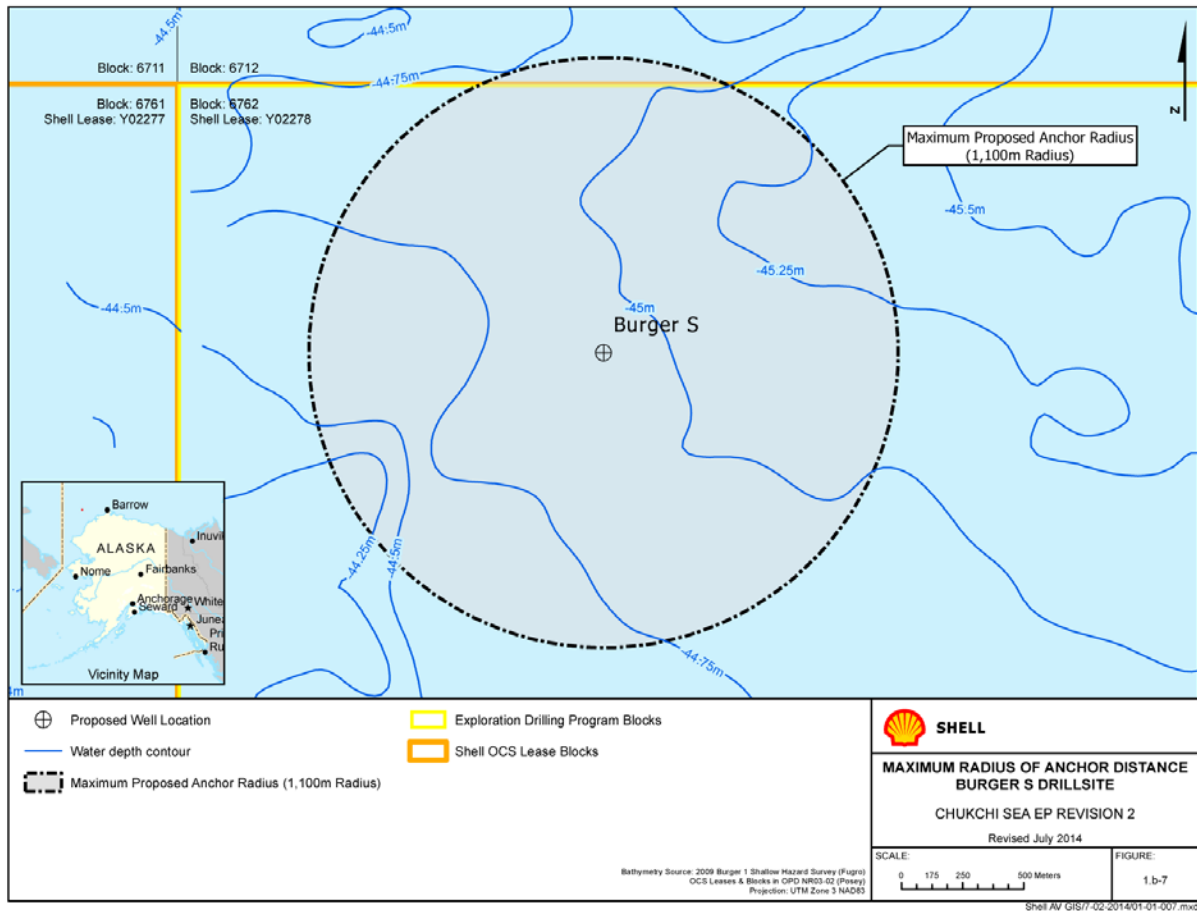 -44.5m
-44.5m
Block: 6711
Block: 6712
-44.75m
Block: 6761
Shell Lease: Y02277
Block: 6762
Shell Lease: Y02278
N
Maximum Proposed Anchor Radius
(1,100m Radius)
-45.5m
-45.25m
-44.5m
-45m
Burger S
Barrow
ALASKA
Inuvik
Nome
Fairbanks
Anchorage
White
Seward
June
Pri
Ru
Vicinity Map
-44.25m
-44.5m
-44.75m
Proposed Well Location
Exploration Drilling Program Blocks
Water depth contour
Shell OCS Lease Blocks
Maximum Proposed Anchor Radius (1,100m Radius)
Bathymetry Source: 2009 Burger 1 Shallow Hazard Survey (Fugro)
OCS Leases & Blocks in OPD NR03-02 (Posey)
Projection: UTM Zone 3 NAD83
SHELL
MAXIMUM RADIUS OF ANCHOR DISTANCE
BURGER S DRILLSITE
CHUKCHI SEA EP REVISION 2
Revised July 2014
SCALE:
0 175 250 500 Meters
FIGURE:
1.b-7
Shell AV GIS/7-02-2014/01-01-007.mxd